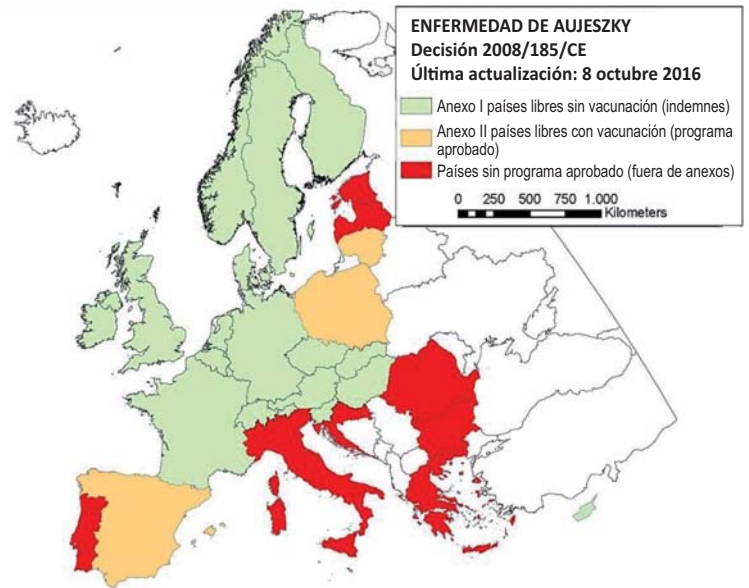 ENFERMEDAD DE AUJESZKY
Decisión 2008/185/CE
Última actualización: 8 octubre 2016
Anexo I países libres sin vacunación (indemnes)
Anexo II países libres con vacunación (programa
aprobado)
Países sin programa aprobado (fuera de anexos)
0 250 500 750 1.000
Kilometers